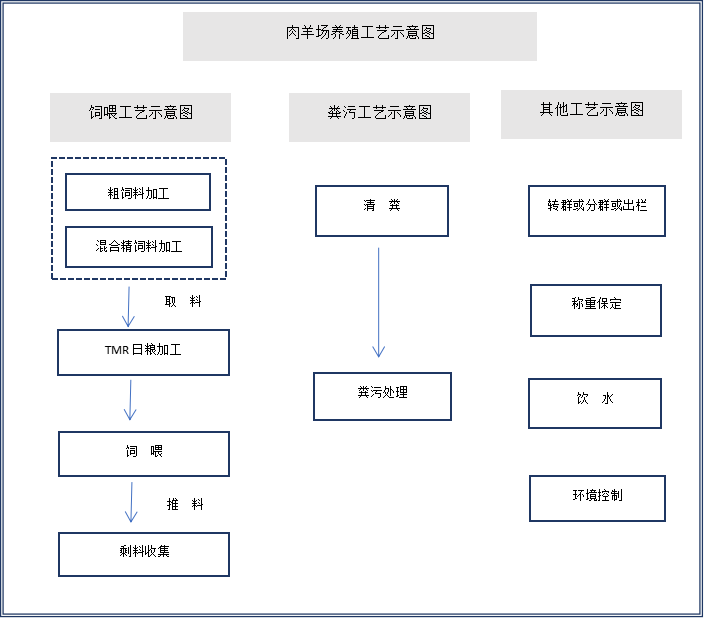 肉羊场养殖工艺示意图
饲喂工艺示意图
粗饲料加工
混合精饲料加工
取 料
TMR日粮加工
饲 喂
推 料
剩料收集
粪污工艺示意图
清 粪
粪污处理
其他工艺示意图
转群或分群或出栏
称重保定
饮 水
环境控制